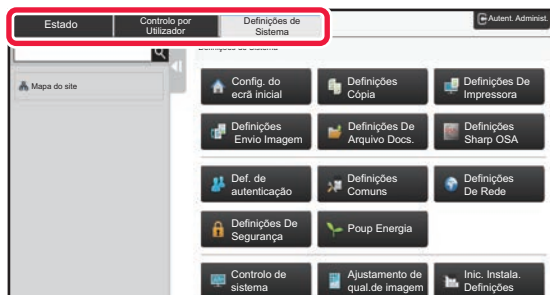 Estado
Controlo por
Utilizador
Definições de
Sistema
Autent. Administ.
Definições de Sistema
Mapa do site
Config. do
ecrã inicial
Definições
Cópia
Definições De
Impressora
Definições
Envio Imagem
Definições De
Arquivo Docs.
Definições
Sharp OSA
Def. de
autenticação
Definições
Comuns
Definições
De Rede
Definições De
Segurança
Poup Energia
Controlo de
sistema
Ajustamento de
qual.de imagem
Inic. Instala.
Definições